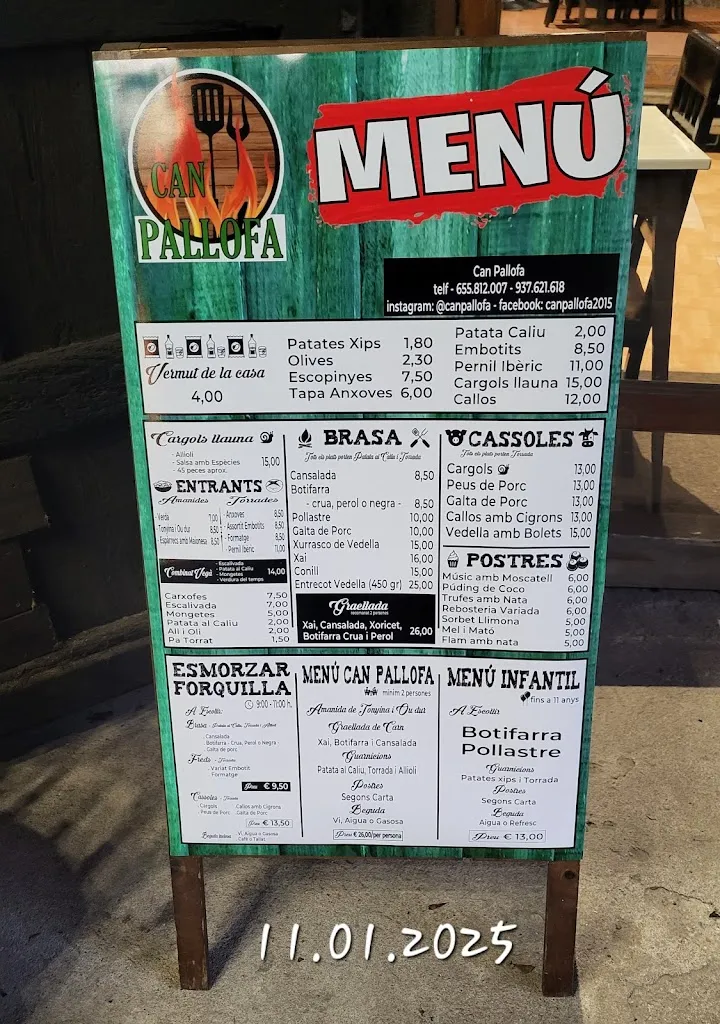 CAN
PALLOFA
MENÚ
Can Pallofa
telf - 655.812.007 - 937.621.618
instagram: @canpallofa - facebook: canpallofa2015
Vermut de la casa
4,00
Patates Xips 1,80
Olives 2,30
Escopinyes 7,50
Tapa Anxoves 6,00
Patata Caliu 2,00
Embotits 8,50
Pernil Ibèric 11,00
Cargols llauna 15,00
Callos 12,00
Cargols llauna
- Allioli
- Salsa amb Espècies 15,00
- 45 peces aprox.
ENTRANTS
Amanides
- Verda 7,00
- Tonyina i Ou dur 8,50
- Esparrecs amb Maionesa 8,50
Torrades
- Anxoves 8,50
- Assortit Embotits 8,50
- Formatge 8,50
- Pernil Ibèric 11,00
Combinat Vegà
- Escalivada
- Patata al Caliu
- Mongetes
- Verdura del temps
14,00
Carxofes 7,50
Escalivada 7,00
Mongetes 5,00
Patata al Caliu 2,00
All i Oli 2,00
Pa Torrat 1,50
BRASA
Tots els plats porten Patata al Caliu i Torrada
Cansalada 8,50
Botifarra
- crua, perol o negra - 8,50
Pollastre 10,00
Galta de Porc 10,00
Xurrasco de Vedella 15,00
Xai 16,00
Conill 15,00
Entrecot Vedella (450 gr) 25,00
Graellada
recomanat 2 persones
Xai, Cansalada, Xoricet,
Botifarra Crua i Perol 26,00
CASSOLES
Tots els plats porten Torrada
Cargols 13,00
Peus de Porc 13,00
Galta de Porc 13,00
Callos amb Cigrons 13,00
Vedella amb Bolets 15,00
POSTRES
Músic amb Moscatell 6,00
Púding de Coco 6,00
Trufes amb Nata 6,00
Rebosteria Variada 6,00
Sorbet Llimona 5,00
Mel i Mató 5,00
Flam amb nata 5,00
ESMORZAR
FORQUILLA
9:00 - 11:00 h.
A Escollir:
Brasa - Patata al Caliu, Torrada i Allioli
- Cansalada
- Botifarra - Crua, Perol o Negra -
- Galta de porc
Freds - Torrada
- Variat Embotit
- Formatge
Preu € 9,50
Cassoles - Torrada
- Cargols - Callos amb Cigrons
- Peus de Porc - Galta de Porc
Preu € 13,50
Beguda inclosa Vi, Aigua o Gasosa
Cafè o Tallat
MENÚ CAN PALLOFA
mínim 2 persones
Amanida de Tonyina i Ou dur
Graellada de Carn
Xai, Botifarra i Cansalada
Guarnicions
Patata al Caliu, Torrada i Allioli
Postres
Segons Carta
Beguda
Vi, Aigua o Gasosa
Preu € 26,00/per persona
MENÚ INFANTIL
fins a 11 anys
A Escollir
Botifarra
Pollastre
Guarnicions
Patates xips i Torrada
Postres
Segons Carta
Beguda
Aigua o Refresc
Preu € 13,00
11.01.2025